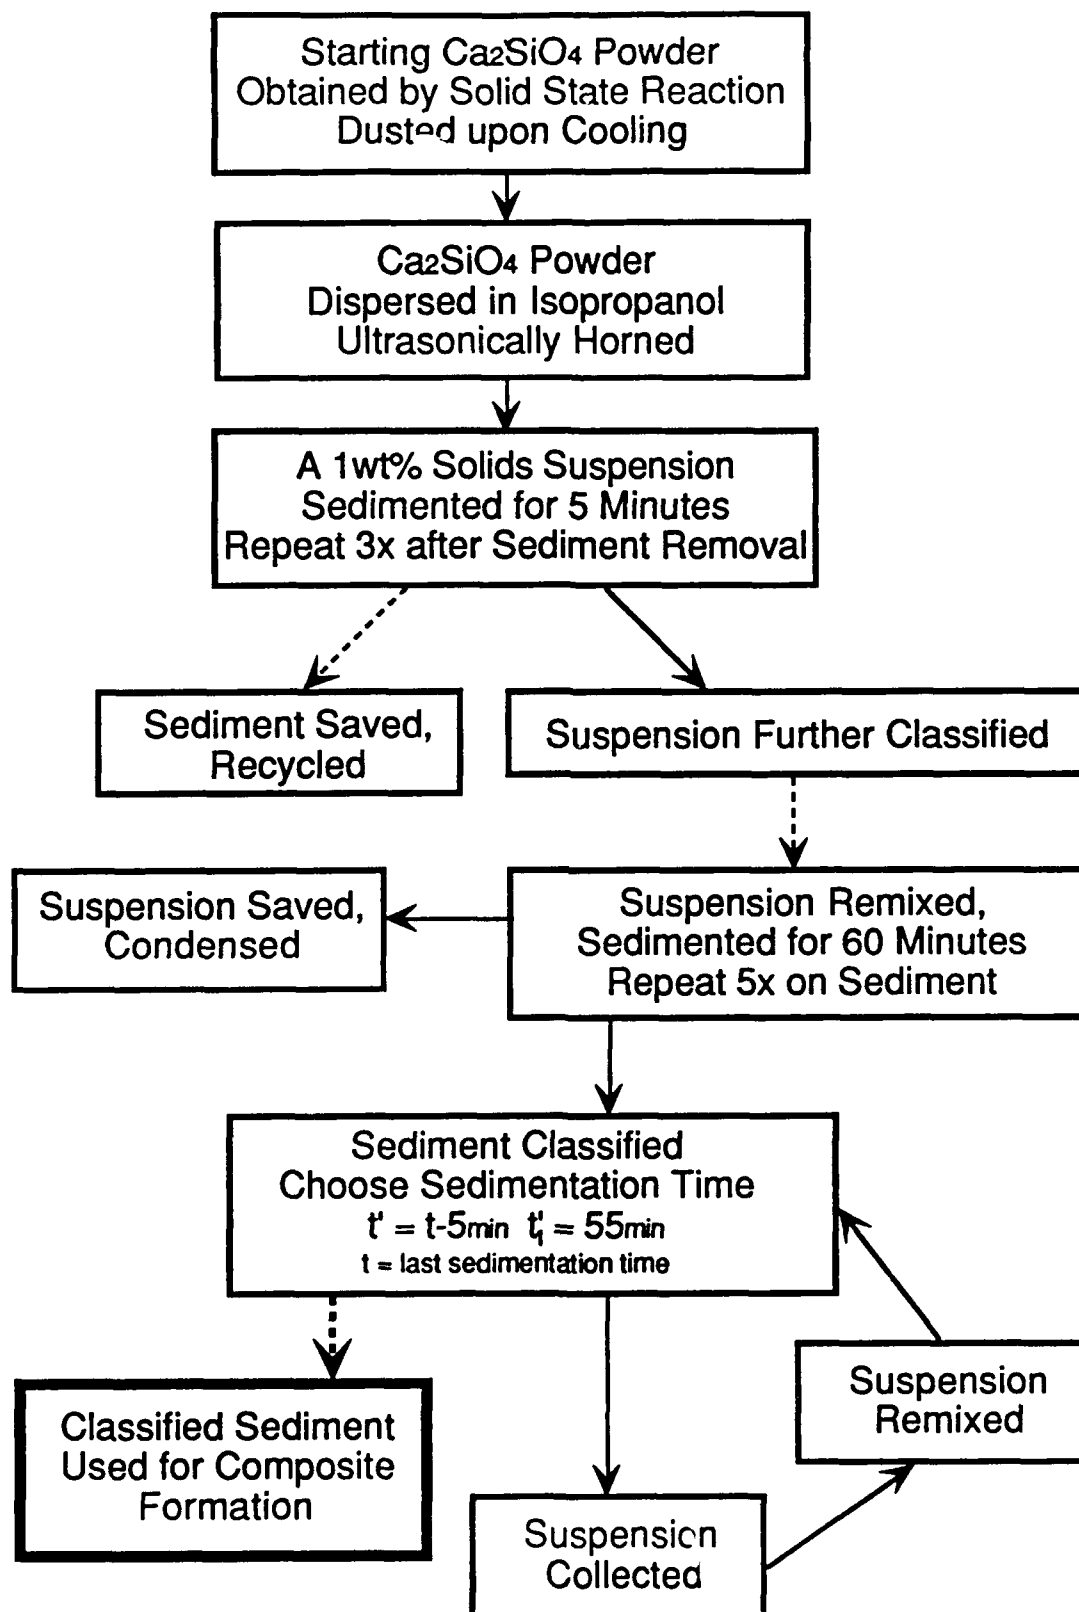 Starting Ca₂SiO₄ Powder
Obtained by Solid State Reaction
Dusted upon Cooling
Ca₂SiO₄ Powder
Dispersed in Isopropanol
Ultrasonically Horned
A 1wt% Solids Suspension
Sedimented for 5 Minutes
Repeat 3x after Sediment Removal
Sediment Saved,
Recycled
Suspension Further Classified
Suspension Saved,
Condensed
Suspension Remixed,
Sedimented for 60 Minutes
Repeat 5x on Sediment
Sediment Classified
Choose Sedimentation Time
t' = t-5min t'₁ = 55min
t = last sedimentation time
Classified Sediment
Used for Composite
Formation
Suspension
Remixed
Suspension
Collected